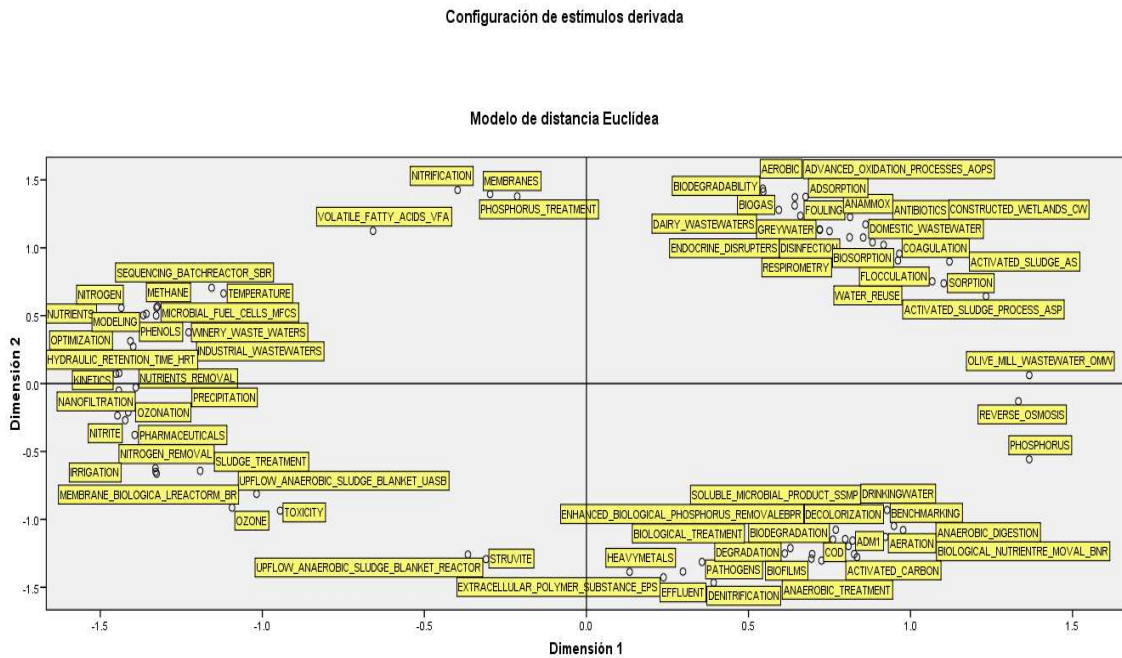 Configuración de estímulos derivada
Modelo de distancia Euclídea
AEROBIC ADVANCED_OXIDATION_PROCESSES_AOPS
1.5 NITRIFICATION MEMBRANES BIODEGRADABILITY ADSORPTION
BIOGAS FOULING ANAMMOX ANTIBIOTICS CONSTRUCTED_WETLANDS_CW
VOLATILE_FATTY_ACIDS_VFA PHOSPHORUS_TREATMENT
DAIRY_WASTEWATERS GREYWATER DOMESTIC_WASTEWATER
1.0 ENDOCRINE_DISRUPTERS DISINFECTION COAGULATION
BIOSORPTION ACTIVATED_SLUDGE_AS
SEQUENCING_BATCHREACTOR_SBR RESPIROMETRY FLOCCULATION SORPTION
NITROGEN METHANE TEMPERATURE WATER_REUSE
0.5 NUTRIENTS MICROBIAL_FUEL_CELLS_MFCS ACTIVATED_SLUDGE_PROCESS_ASP
MODELING PHENOLS WINERY_WASTE_WATERS
OPTIMIZATION INDUSTRIAL_WASTEWATERS
HYDRAULIC_RETENTION_TIME_HRT OLIVE_MILL_WASTEWATER_OMW
0.0 KINETICS NUTRIENTS_REMOVAL
NANOFILTRATION PRECIPITATION
OZONATION REVERSE_OSMOSIS
NITRITE PHARMACEUTICALS PHOSPHORUS
-0.5 NITROGEN_REMOVAL SLUDGE_TREATMENT
IRRIGATION UPFLOW_ANAEROBIC_SLUDGE_BLANKET_UASB
MEMBRANE_BIOLOGICA_LREACTORM_BR SOLUBLE_MICROBIAL_PRODUCT_SSMP DRINKINGWATER
TOXICITY ENHANCED_BIOLOGICAL_PHOSPHORUS_REMOVALEBPR DECOLORIZATION BENCHMARKING
-1.0 OZONE BIOLOGICAL_TREATMENT BIODEGRADATION ANAEROBIC_DIGESTION
ADM1 AERATION
STRUVITE HEAVYMETALS DEGRADATION COD BIOLOGICAL_NUTRIENTRE_MOVAL_BNR
UPFLOW_ANAEROBIC_SLUDGE_BLANKET_REACTOR PATHOGENS BIOFILMS ACTIVATED_CARBON
-1.5 EXTRACELLULAR_POLYMER_SUBSTANCE_EPS EFFLUENT DENITRIFICATION ANAEROBIC_TREATMENT
-1.5 -1.0 -0.5 0.0 0.5 1.0 1.5
Dimensión 2
Dimensión 1